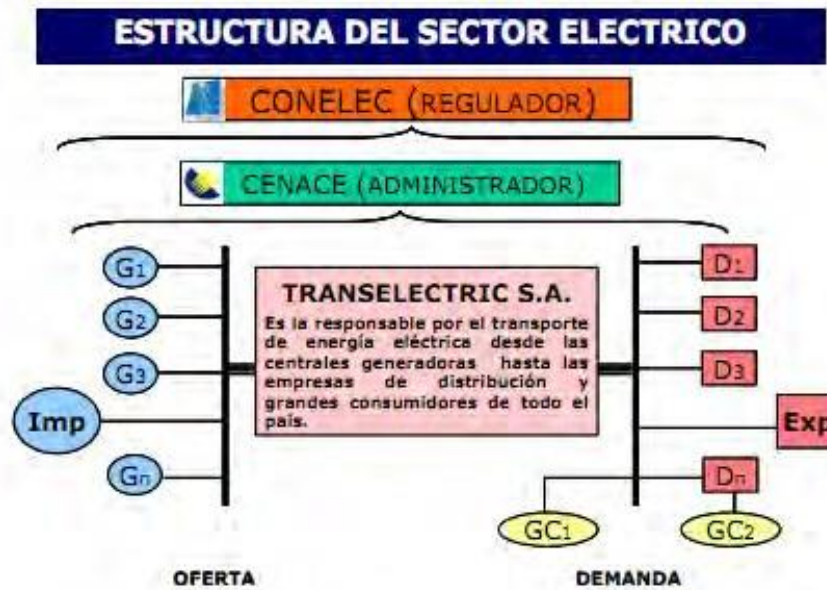 ESTRUCTURA DEL SECTOR ELECTRICO
CONELEC (REGULADOR)
CENACE (ADMINISTRADOR)
G1
G2
G3
Imp
Gn
TRANSELECTRIC S.A.
Es la responsable por el transporte
de energía eléctrica desde las
centrales generadoras hasta las
empresas de distribución y
grandes consumidores de todo el
país.
D1
D2
D3
Exp
Dn
GC1
GC2
OFERTA
DEMANDA